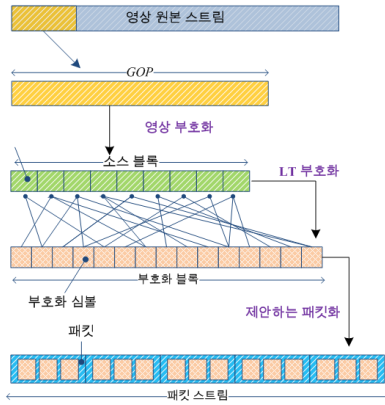 영상 원본 스트림
GOP
영상 부호화
소스 블록
LT 부호화
부호화 블록
부호화 심볼
제안하는 패킷화
패킷
패킷 스트림